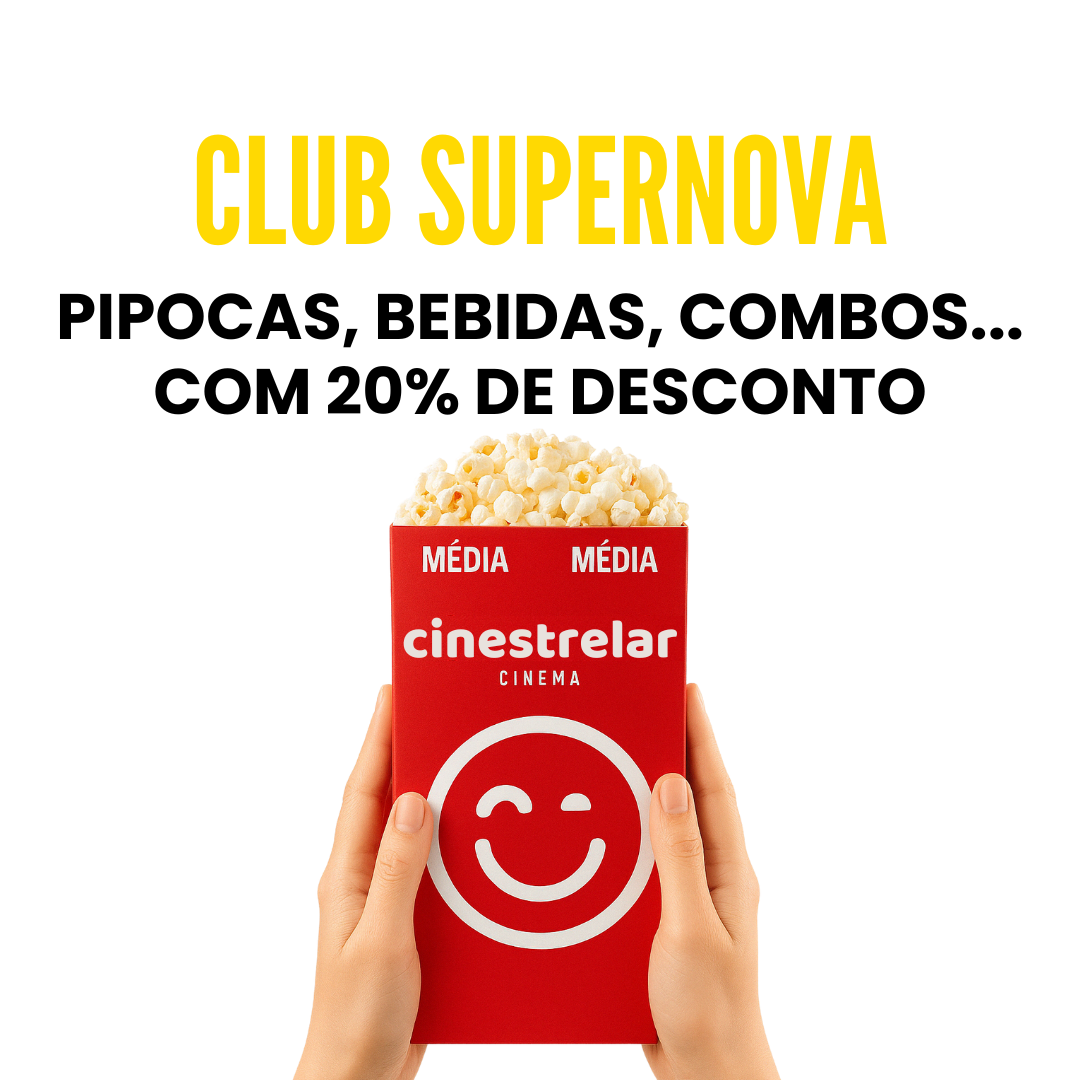 CLUB SUPERNOVA
PIPOCAS, BEBIDAS, COMBOS...
COM 20% DE DESCONTO
MÉDIA MÉDIA
cinestrelar
CINEMA